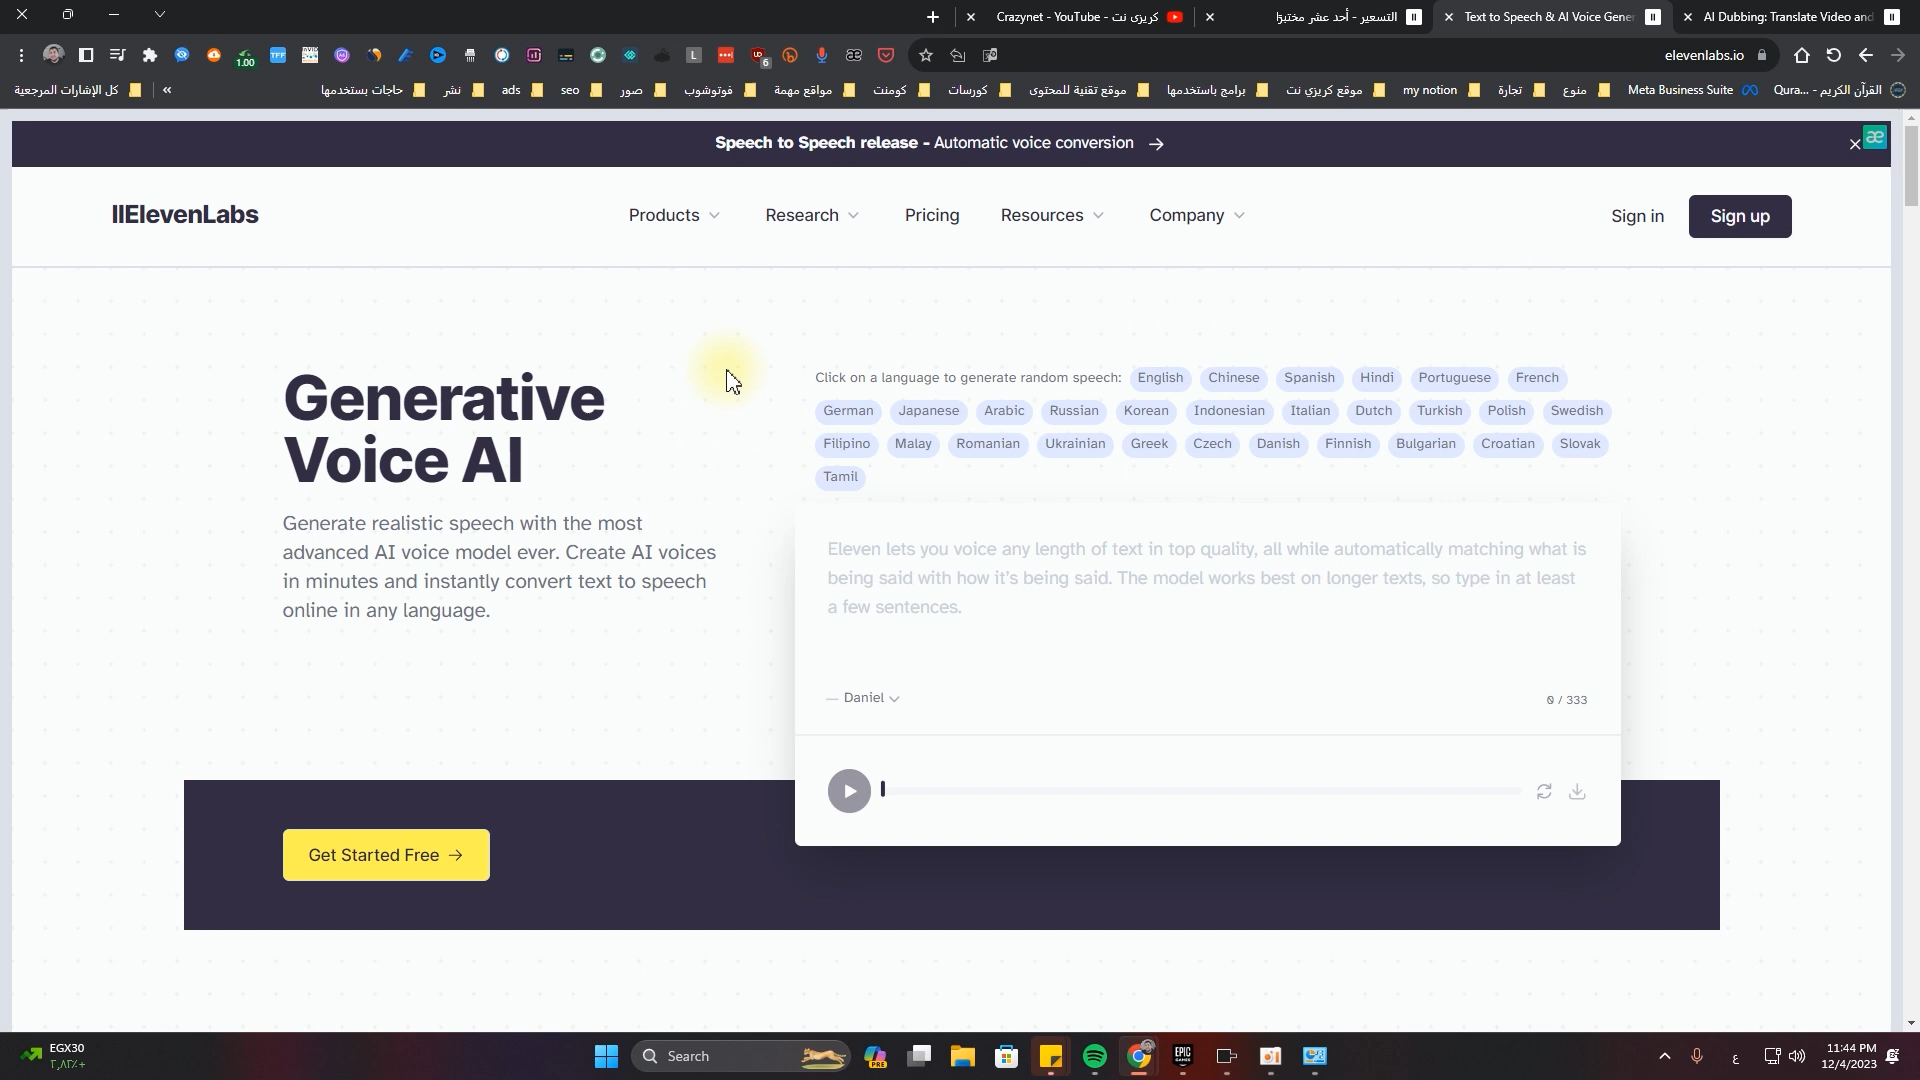 Crazynet - YouTube - كريزي نت
التسعير - أحد عشر مختبرًا
Text to Speech & AI Voice Gener
AI Dubbing: Translate Video and
1.00
TFF
6
elevenlabs.io
كل الإشارات المرجعية
«
حاجات بستخدمها
نشر
ads
seo
صور
فوتوشوب
مواقع مهمة
كومنت
كورسات
موقع تقنية للمحتوى
برامج باستخدمها
موقع كريزي نت
my notion
تجارة
منوع
Meta Business Suite
القرآن الكريم - ...Qura
Speech to Speech release - Automatic voice conversion →
IIElevenLabs
Products
Research
Pricing
Resources
Company
Sign in
Sign up
Generative
Voice AI
Generate realistic speech with the most
advanced AI voice model ever. Create AI voices
in minutes and instantly convert text to speech
online in any language.
Click on a language to generate random speech: English Chinese Spanish Hindi Portuguese French
German Japanese Arabic Russian Korean Indonesian Italian Dutch Turkish Polish Swedish
Filipino Malay Romanian Ukrainian Greek Czech Danish Finnish Bulgarian Croatian Slovak
Tamil
Eleven lets you voice any length of text in top quality, all while automatically matching what is
being said with how it's being said. The model works best on longer texts, so type in at least
a few sentences.
— Daniel
0 / 333
Get Started Free →
EGX30
+٢,٨٢٪
Search
PRE
EPIC
GAMES
ع
11:44 PM
12/4/2023